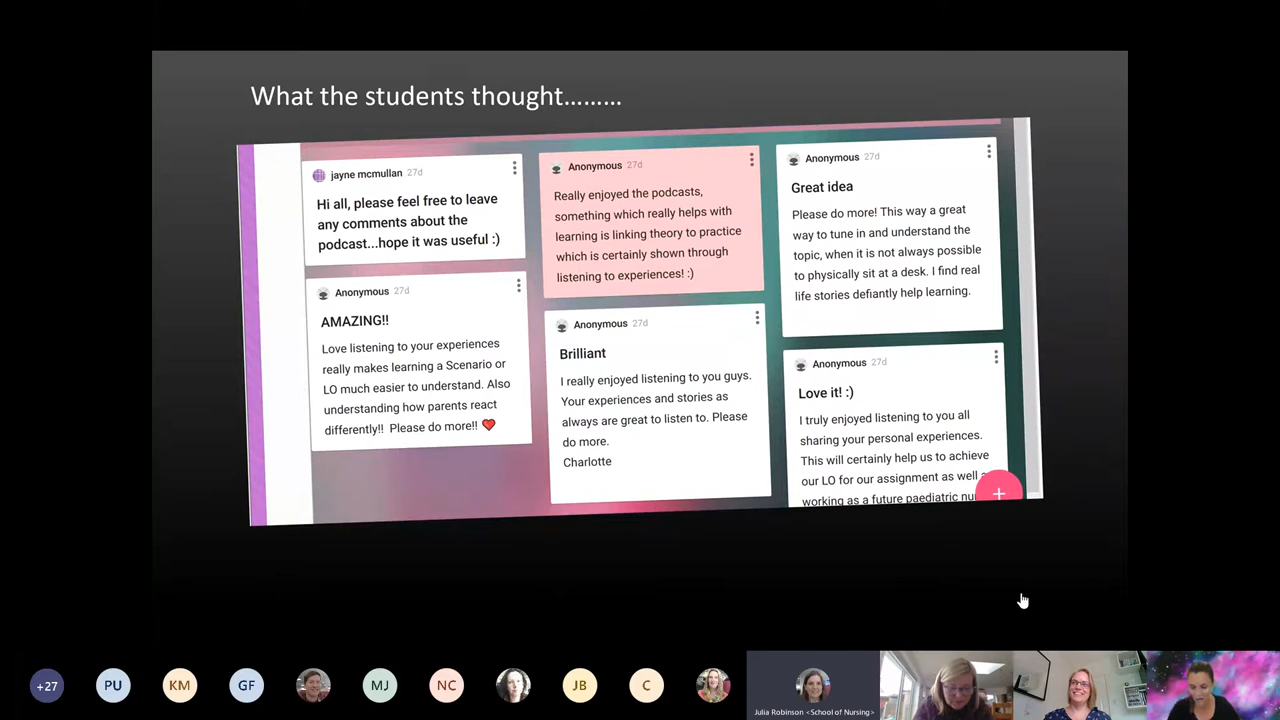 What the students thought.........
jayne mcmullan 27d
Hi all, please feel free to leave
any comments about the
podcast...hope it was useful :)
Anonymous 27d
AMAZING!!
Love listening to your experiences
really makes learning a Scenario or
LO much easier to understand. Also
understanding how parents react
differently!! Please do more!! ❤️
Anonymous 27d
Really enjoyed the podcasts,
something which really helps with
learning is linking theory to practice
which is certainly shown through
listening to experiences! :)
Anonymous 27d
Brilliant
I really enjoyed listening to you guys.
Your experiences and stories as
always are great to listen to. Please
do more.
Charlotte
Anonymous 27d
Great idea
Please do more! This way a great
way to tune in and understand the
topic, when it is not always possible
to physically sit at a desk. I find real
life stories defiantly help learning.
Anonymous 27d
Love it! :)
I truly enjoyed listening to you all
sharing your personal experiences.
This will certainly help us to achieve
our LO for our assignment as well
working as a future paediatric
+
+27
PU
KM
GF
MJ
NC
JB
C
Julia Robinson <School of Nursing>